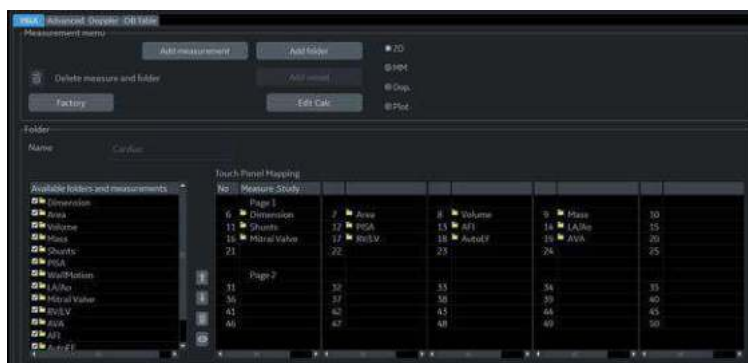 M&A Advanced Doppler OB Table
Measurement menu
Add measurement Add folder 2D
MM
Delete measure and folder Add vessel Dop.
Factory Edit Calc Plot
Folder
Name Cardiac
Touch Panel Mapping
Available folders and measurements No Measure Study
Dimension Page 1
Area 6 Dimension 7 Area 8 Volume 9 Mass 10
Volume 11 Shunts 12 PISA 13 AFI 14 LA/Ao 15
Mass 16 Mitral Valve 17 RV/LV 18 AutoEF 19 AVA 20
Shunts 21 22 23 24 25
PISA
WallMotion Page-2
LA/Ao 31 32 33 34 35
Mitral Valve 36 37 38 39 40
RV/LV 41 42 43 44 45
AVA 46 47 48 49 50
AFI
AutoEF